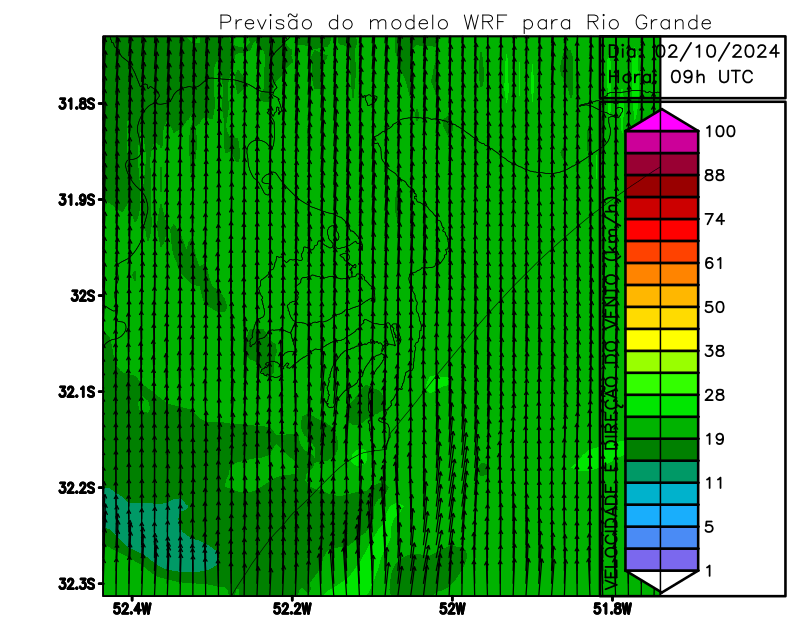 Previsão do modelo WRF para Rio Grande
Dia: 02/10/2024
Hora: 09h UTC
31.8S
31.9S
32S
32.1S
32.2S
32.3S
52.4W
52.2W
52W
51.8W
VELOCIDADE E DIREÇÃO DO VENTO (km/h)
100
88
74
61
50
38
28
19
11
5
1